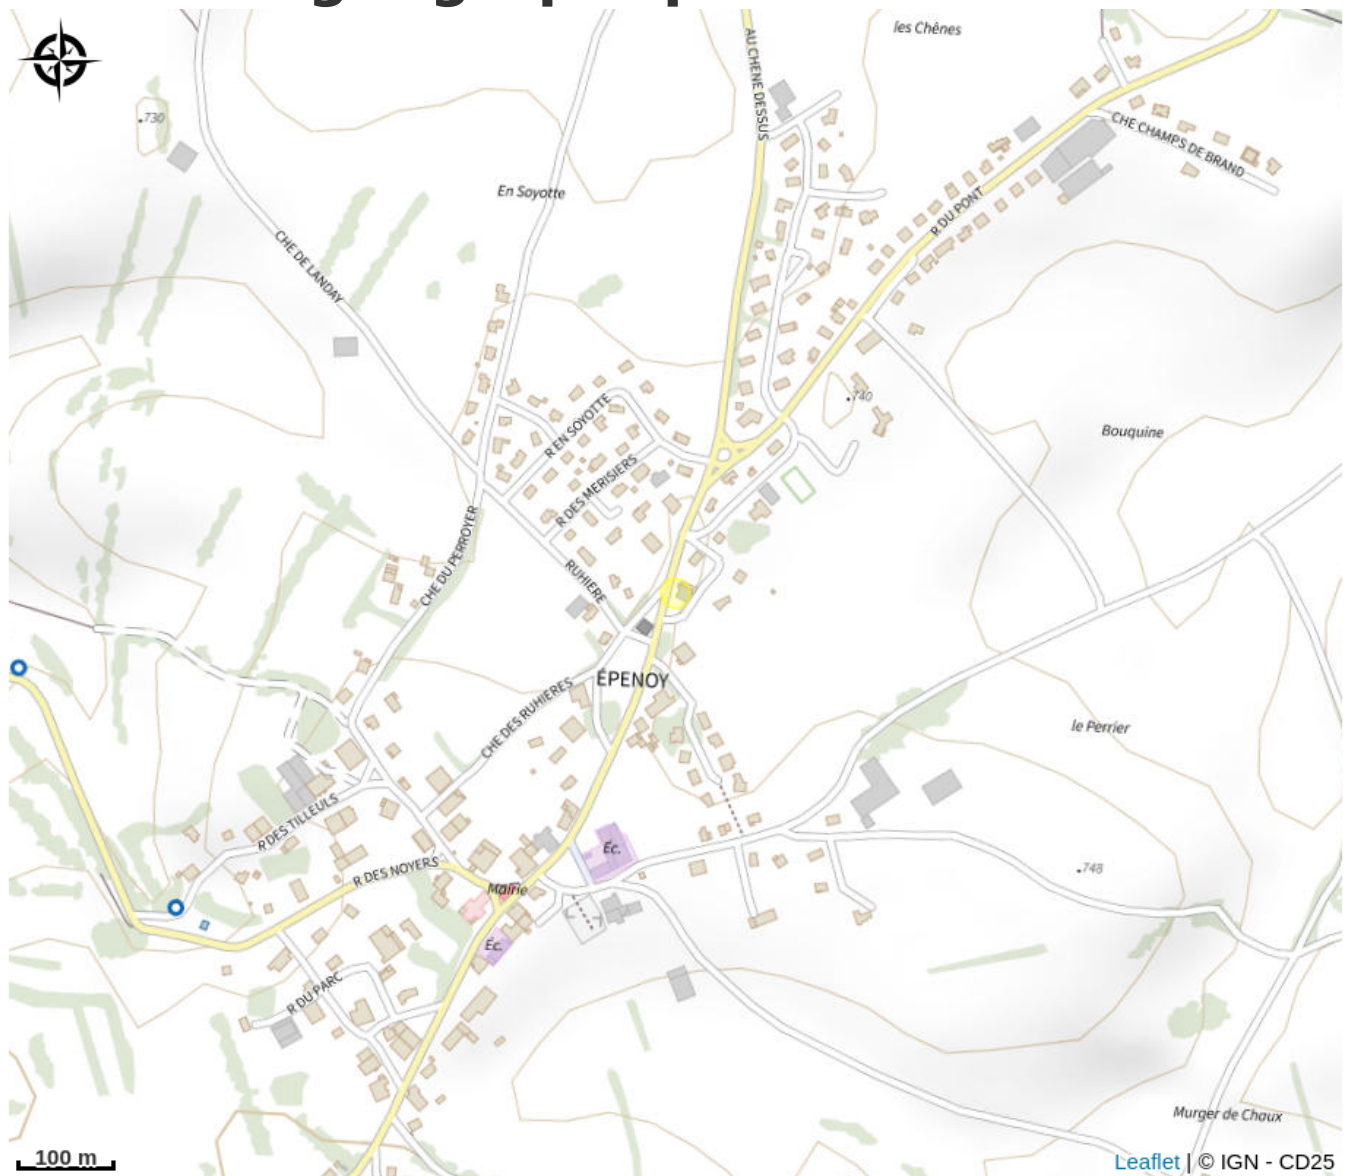 les Chênes
AU CHENE DESSUS
730
CHE CHAMPS DE BRAND
En Soyotte
R DU PONT
CHE DE LANDAY
740
R EN SOYOTTE
Bouquine
R DES MERISIERS
CHE DU PERROYER
RUHIERE
ÉPENOY
CHE DES RUHIÈRES
le Perrier
R DES TILLEULS
Éc.
R DES NOYERS
748
Mairie
Éc.
R DU PARC
Murger de Chaux
100 m
Leaflet | © IGN - CD25